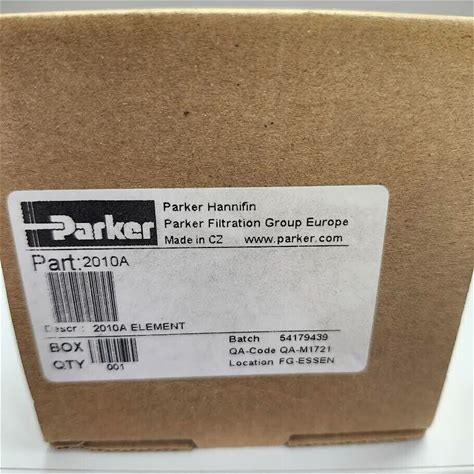 Parker
Parker Hannifin
Parker Filtration Group Europe
Made in CZ www.parker.com
Part: 2010A
Descr : 2010A ELEMENT
BOX
QTY 001
Batch 54179439
QA-Code QA-M1721
Location FG-ESSEN